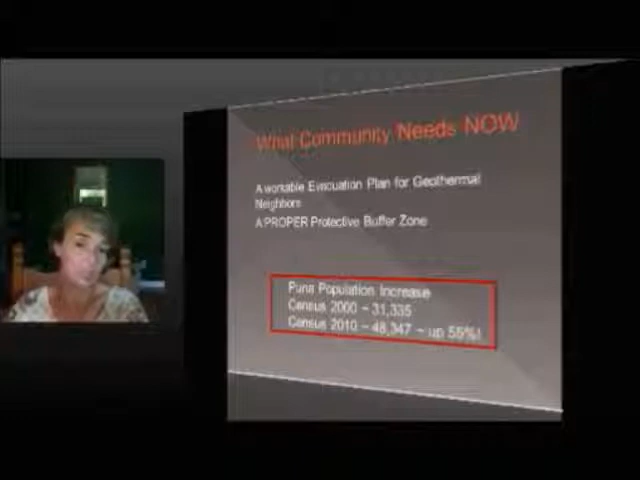 What Community Needs NOW
A workable Evacuation Plan for Geothermal
Neighbors
A PROPER Protective Buffer Zone
Puna Population Increase
Census 2000 ~ 31,335
Census 2010 ~ 48,347 ~ up 55%!